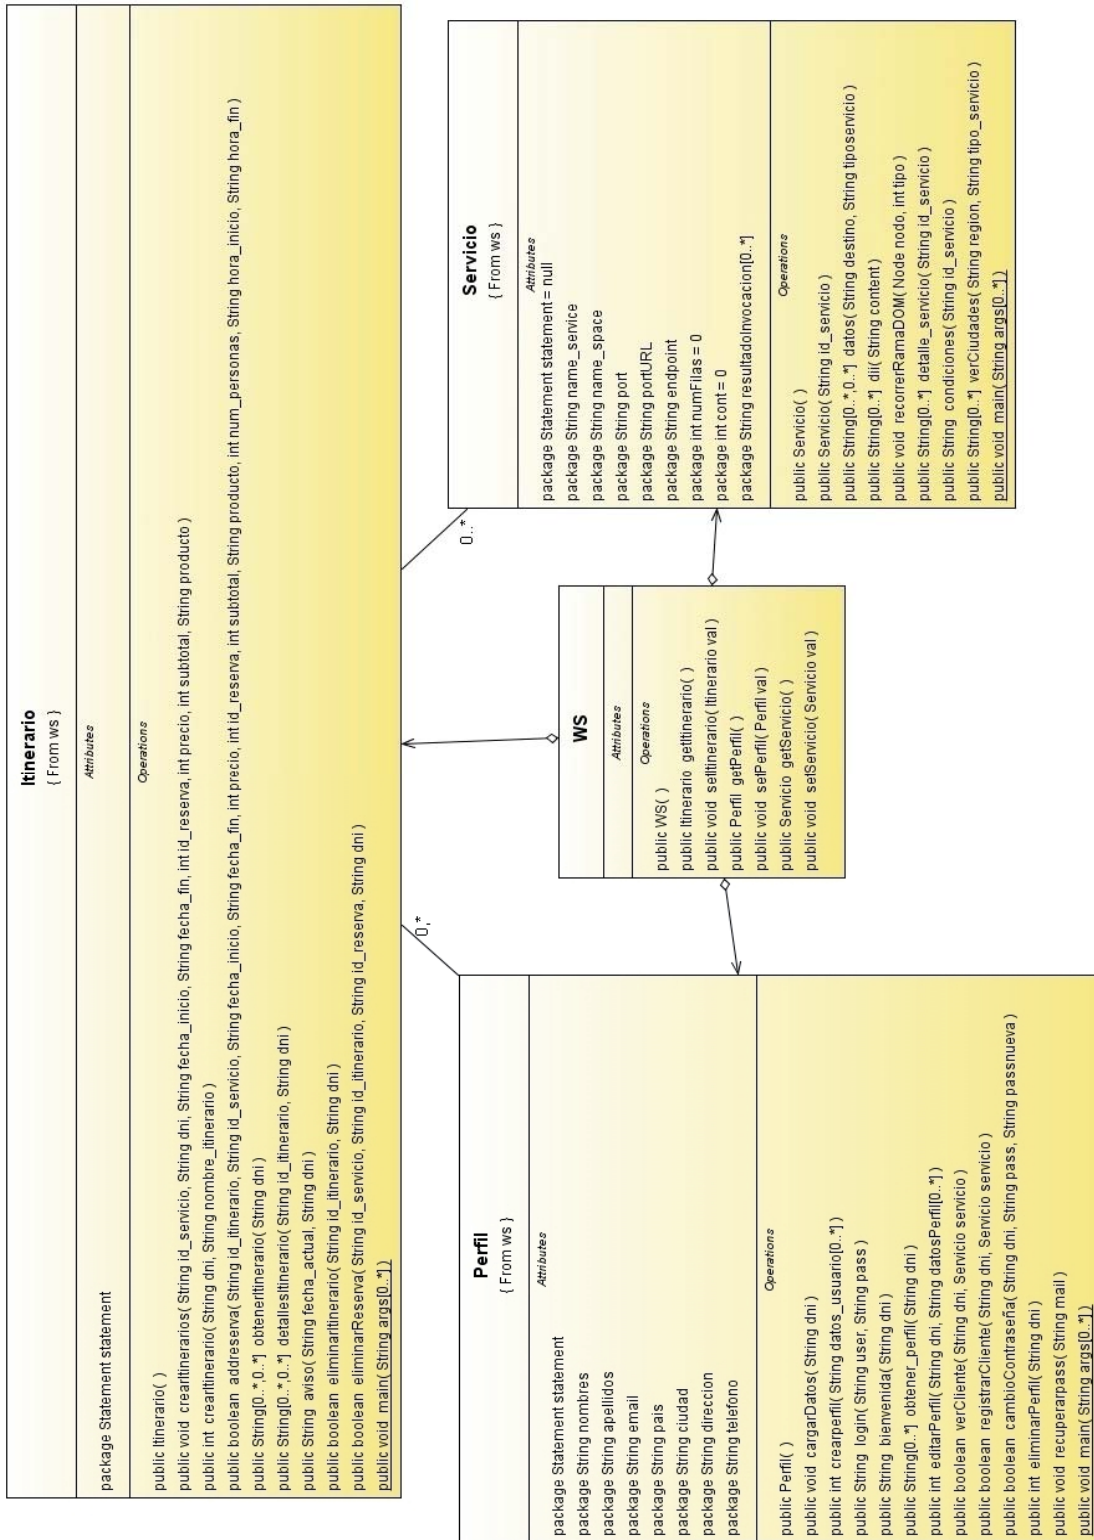 Itinerario
{ From ws }
Attributes
package Statement statement
Operations
public Itinerario( )
public void crearItinerarios( String id_servicio, String dni, String fecha_inicio, String fecha_fin, int id_reserva, int precio, int subtotal, String producto )
public int crearItinerario( String dni, String nombre_itinerario )
public boolean addreserva( String id_itinerario, String id_servicio, String fecha_inicio, String fecha_fin, int precio, int id_reserva, int subtotal, String producto, int num_personas, String hora_inicio, String hora_fin )
public String[0..*,0..*] obtenerItinerario( String dni )
public String[0..*,0..*] detallesItinerario( String id_itinerario, String dni )
public String aviso( String fecha_actual, String dni )
public boolean eliminarItinerario( String id_itinerario, String dni )
public boolean eliminarReserva( String id_servicio, String id_itinerario, String id_reserva, String dni )
public void main( String args[0..*] )
0,*
0..*
Perfil
{ From ws }
Attributes
package Statement statement
package String nombres
package String apellidos
package String email
package String pais
package String ciudad
package String direccion
package String telefono
Operations
public Perfil( )
public void cargarDatos( String dni )
public int crearperfil( String datos_usuario[0..*] )
public String login( String user, String pass )
public String bienvenida( String dni )
public String[0..*] obtener_perfil( String dni )
public int editarPerfil( String dni, String datosPerfil[0..*] )
public boolean verCliente( String dni, Servicio servicio )
public boolean registrarCliente( String dni, Servicio servicio )
public boolean cambioContraseña( String dni, String pass, String passnueva )
public int eliminarPerfil( String dni )
public void recuperarpass( String mail )
public void main( String args[0..*] )
WS
Attributes
Operations
public WS( )
public Itinerario getItinerario( )
public void setItinerario( Itinerario val )
public Perfil getPerfil( )
public void setPerfil( Perfil val )
public Servicio getServicio( )
public void setServicio( Servicio val )
Servicio
{ From ws }
Attributes
package Statement statement = null
package String name_service
package String name_space
package String port
package String portURL
package String endpoint
package int numFilas = 0
package int cont = 0
package String resultadoInvocacion[0..*]
Operations
public Servicio( )
public Servicio( String id_servicio )
public String[0..*,0..*] datos( String destino, String tiposervicio )
public String[0..*] dii( String content )
public void recorrerRamaDOM( Node nodo, int tipo )
public String[0..*] detalle_servicio( String id_servicio )
public String condiciones( String id_servicio )
public String[0..*] verCiudades( String region, String tipo_servicio )
public void main( String args[0..*] )